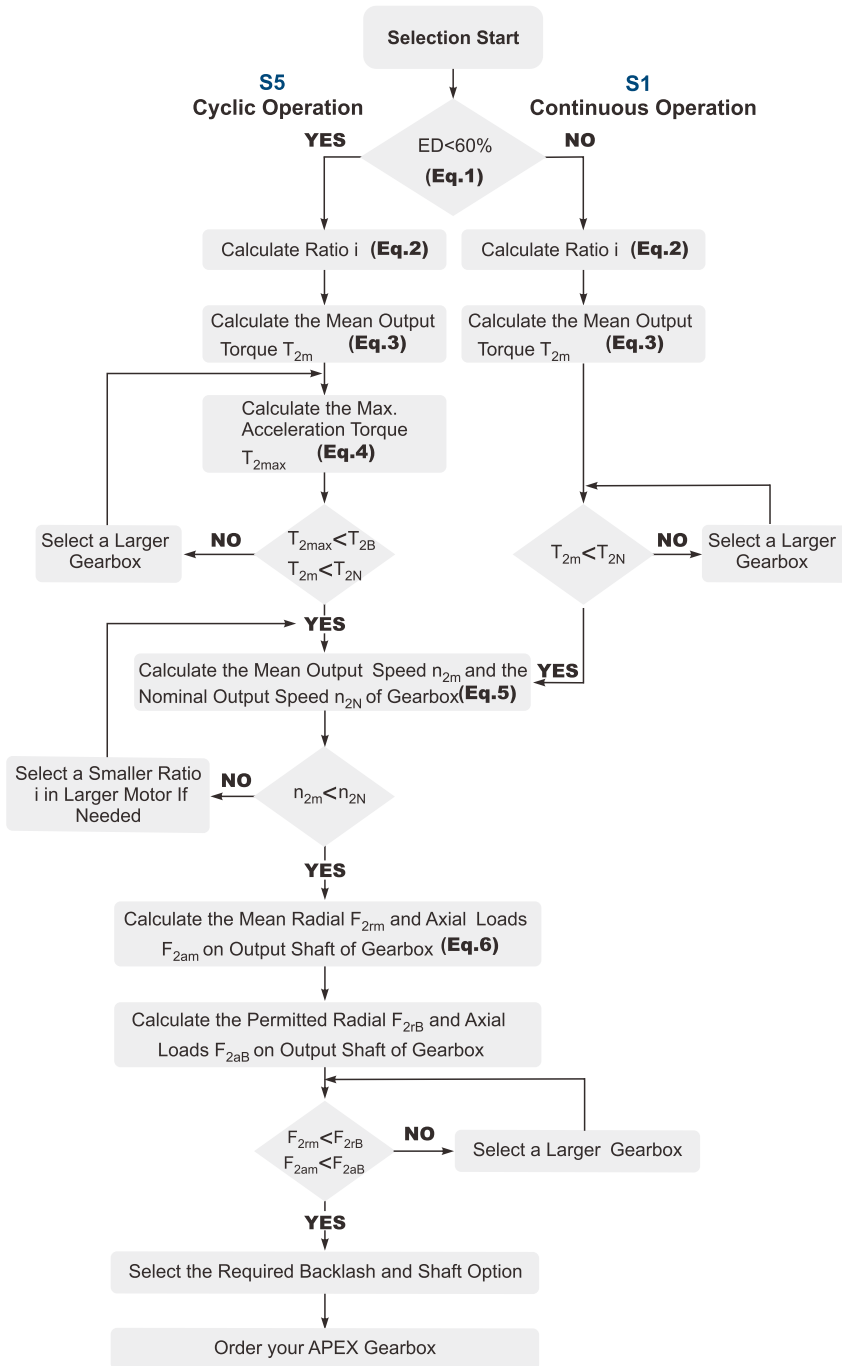 Selection Start
S5
Cyclic Operation
S1
Continuous Operation
YES
ED<60%
(Eq.1)
NO
Calculate Ratio i (Eq.2)
Calculate Ratio i (Eq.2)
Calculate the Mean Output
Torque T2m (Eq.3)
Calculate the Mean Output
Torque T2m (Eq.3)
Calculate the Max.
Acceleration Torque
T2max (Eq.4)
Select a Larger
Gearbox
NO
T2max<T2B
T2m<T2N
T2m<T2N
NO
Select a Larger
Gearbox
YES
Calculate the Mean Output Speed n2m and the
Nominal Output Speed n2N of Gearbox(Eq.5)
YES
Select a Smaller Ratio
i in Larger Motor If
Needed
NO
n2m<n2N
YES
Calculate the Mean Radial F2rm and Axial Loads
F2am on Output Shaft of Gearbox (Eq.6)
Calculate the Permitted Radial F2rB and Axial
Loads F2aB on Output Shaft of Gearbox
F2rm<F2rB
F2am<F2aB
NO
Select a Larger Gearbox
YES
Select the Required Backlash and Shaft Option
Order your APEX Gearbox